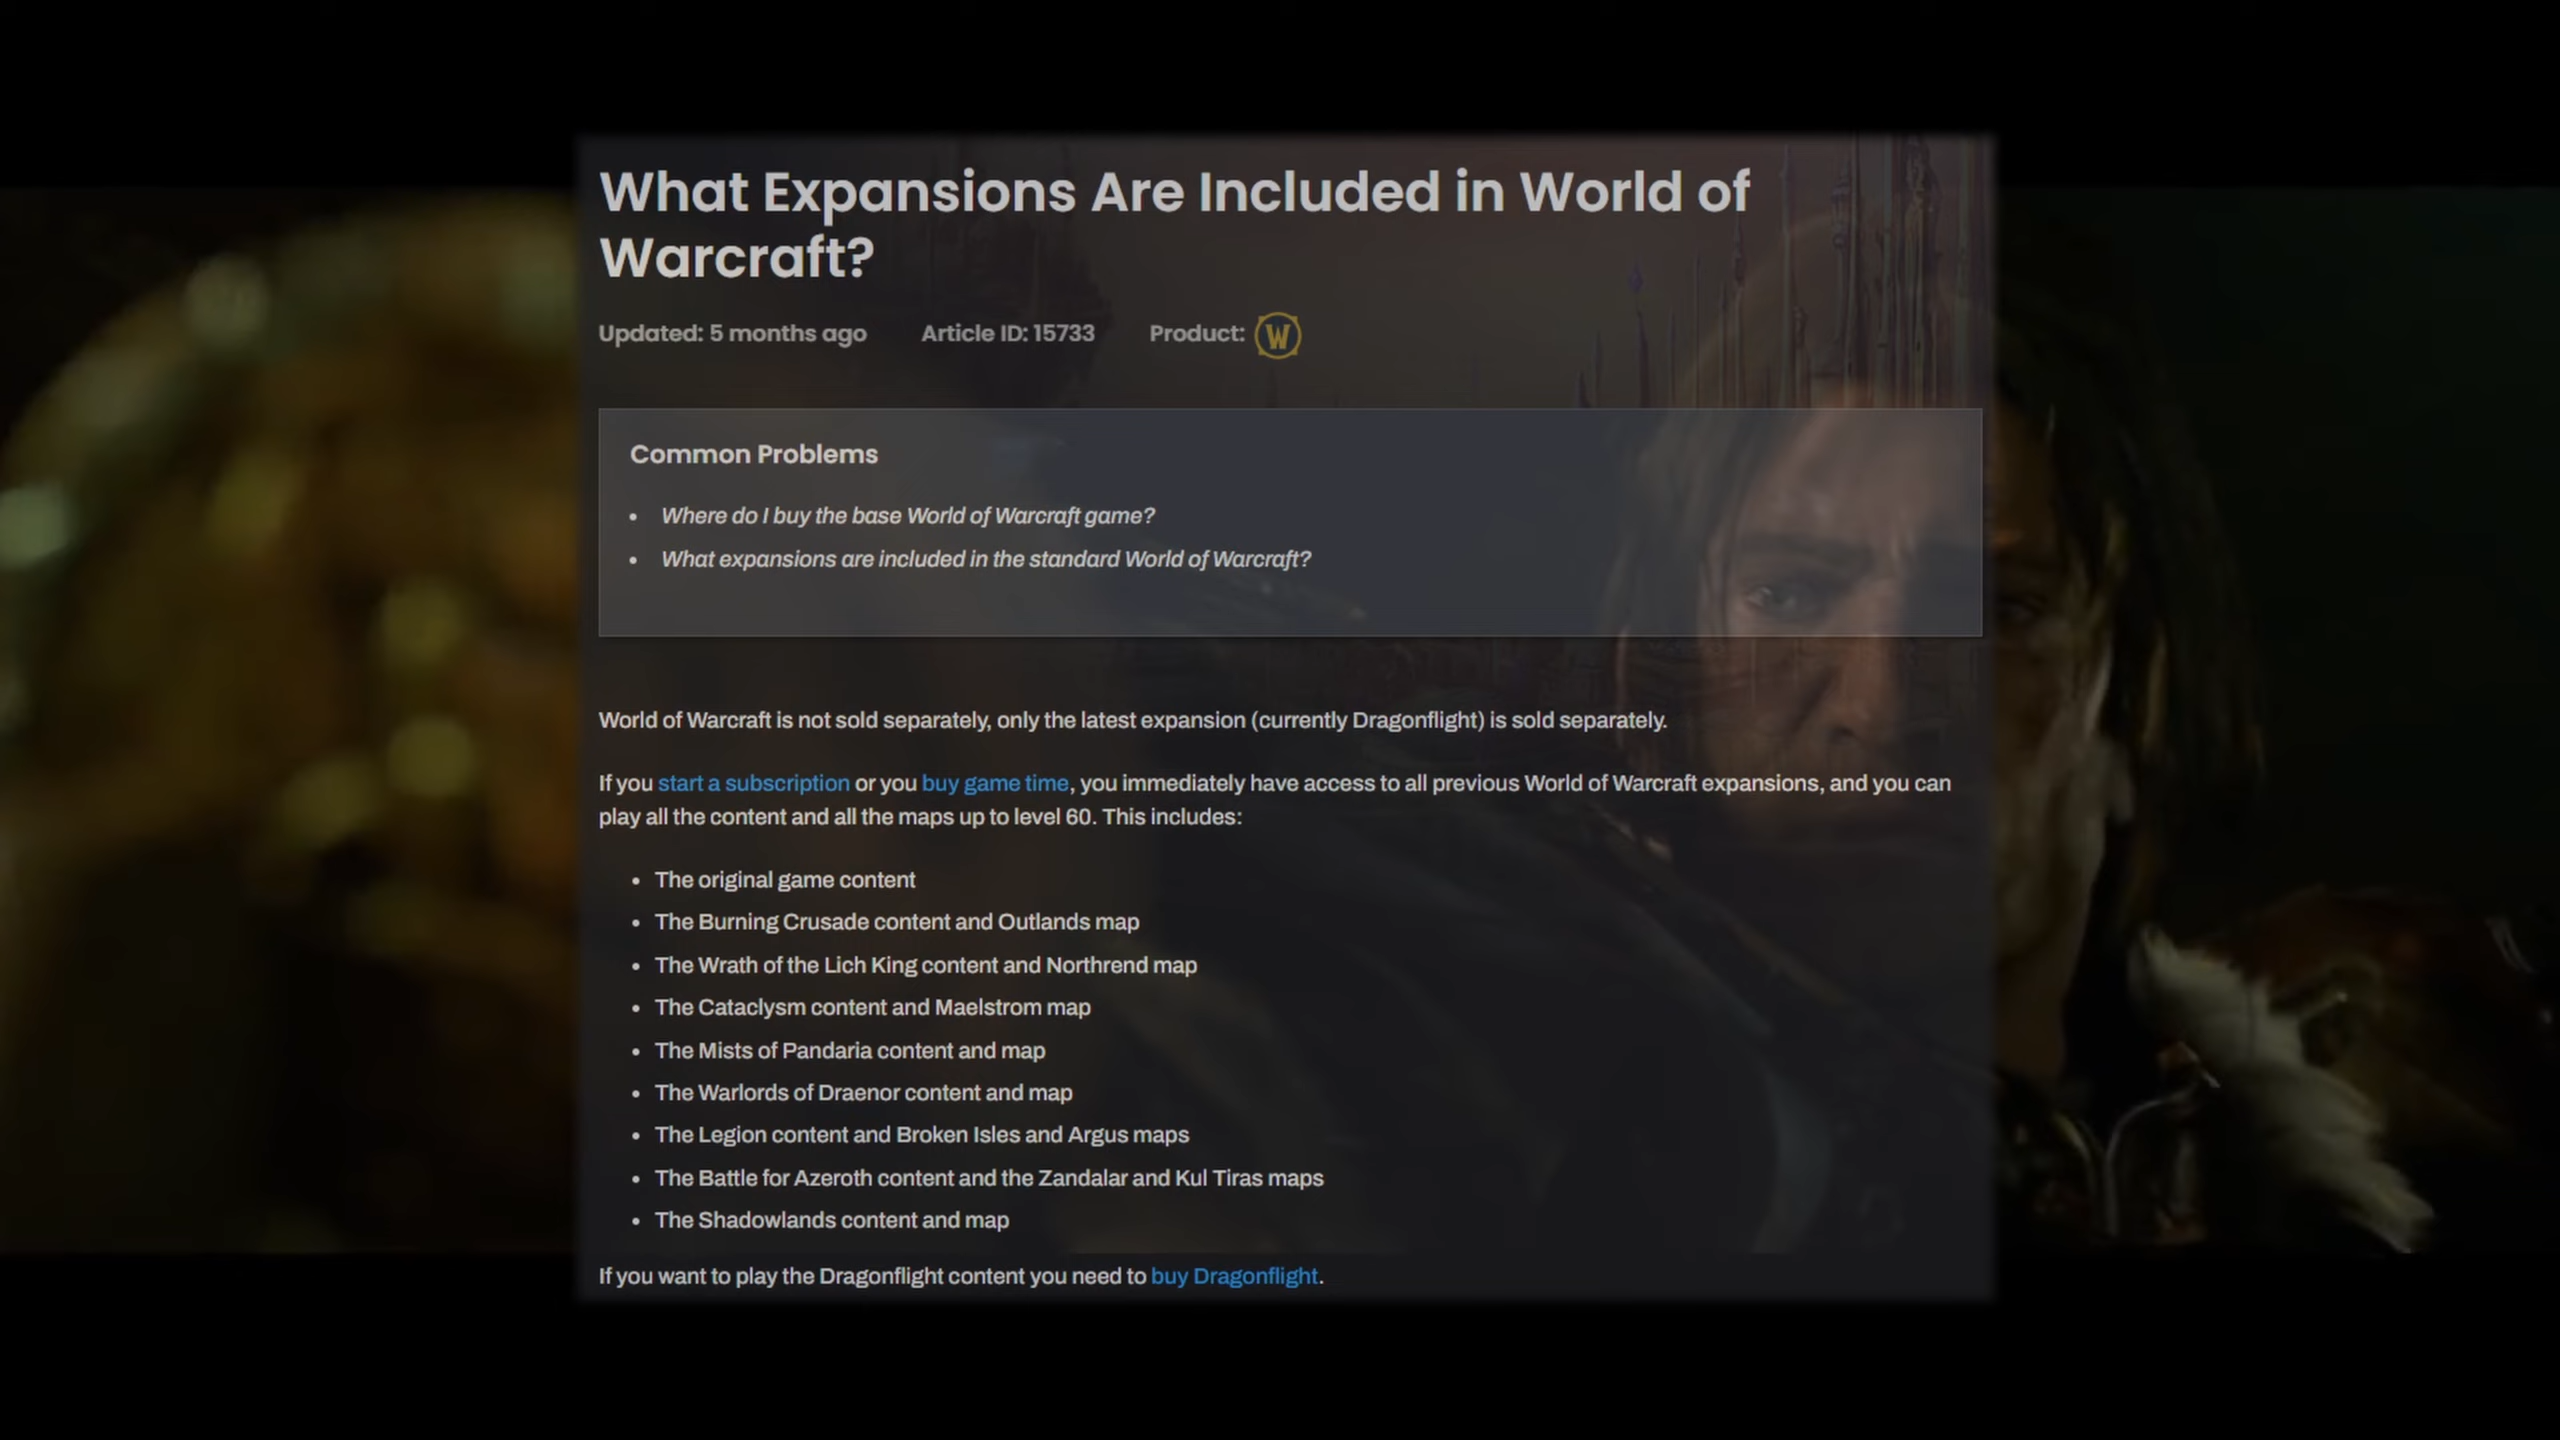 What Expansions Are Included in World of
Warcraft?
Updated: 5 months ago Article ID: 15733 Product: W
Common Problems
• Where do I buy the base World of Warcraft game?
• What expansions are included in the standard World of Warcraft?
World of Warcraft is not sold separately, only the latest expansion (currently Dragonflight) is sold separately.
If you start a subscription or you buy game time, you immediately have access to all previous World of Warcraft expansions, and you can
play all the content and all the maps up to level 60. This includes:
• The original game content
• The Burning Crusade content and Outlands map
• The Wrath of the Lich King content and Northrend map
• The Cataclysm content and Maelstrom map
• The Mists of Pandaria content and map
• The Warlords of Draenor content and map
• The Legion content and Broken Isles and Argus maps
• The Battle for Azeroth content and the Zandalar and Kul Tiras maps
• The Shadowlands content and map
If you want to play the Dragonflight content you need to buy Dragonflight.